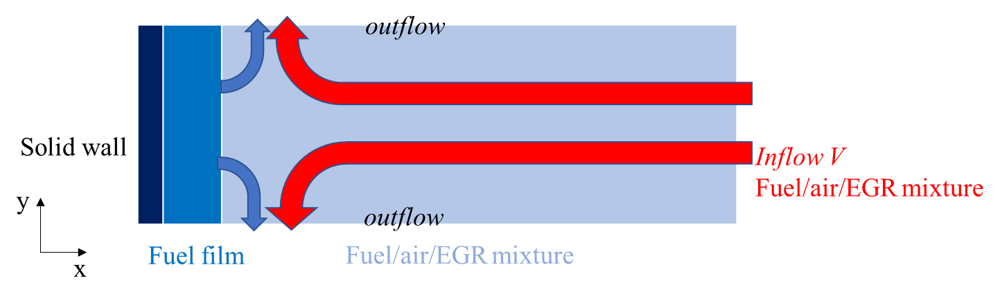 outflow
Solid wall
Inflow V
Fuel/air/EGR mixture
y
outflow
Fuel film
Fuel/air/EGR mixture
x